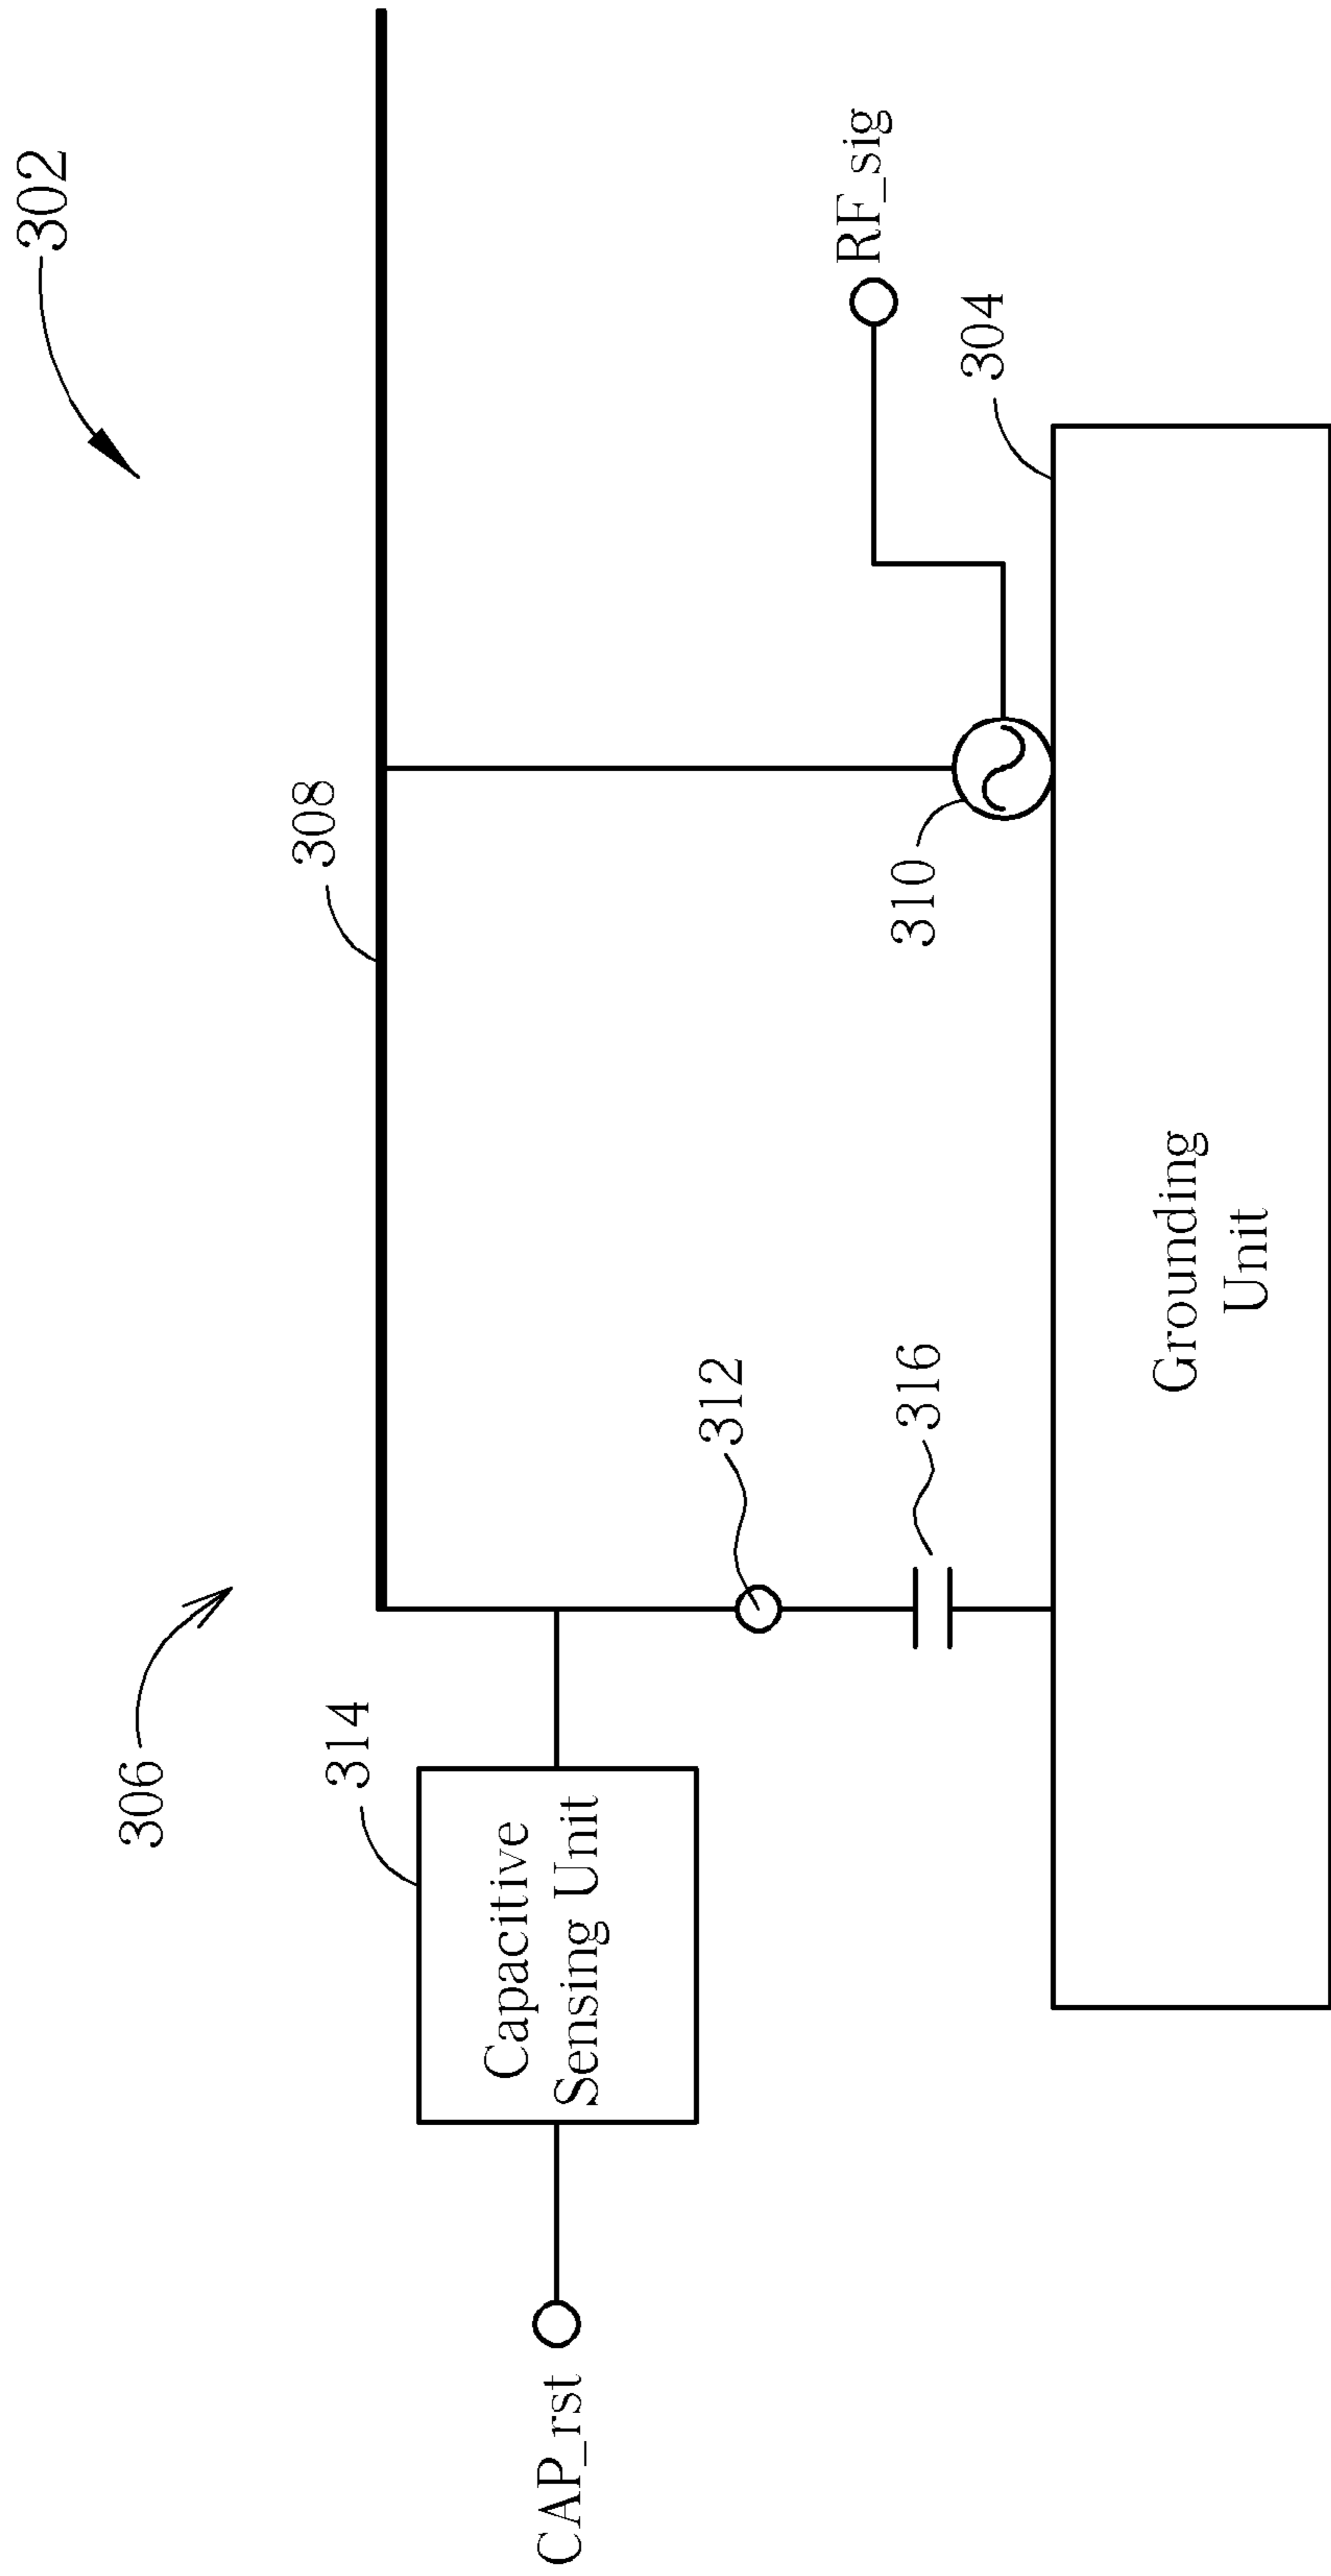 302
306
308
314
Capacitive
Sensing Unit
CAP_rst
312
316
310
RF_sig
304
Grounding
Unit